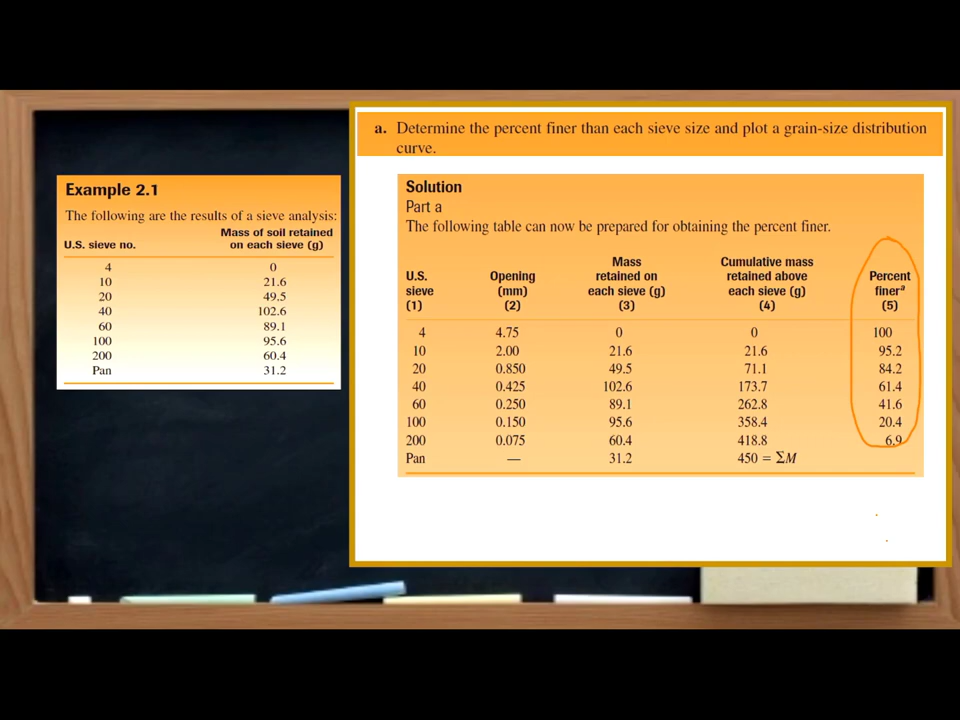 a. Determine the percent finer than each sieve size and plot a grain-size distribution
curve.
Example 2.1
The following are the results of a sieve analysis:
U.S. sieve no. Mass of soil retained on each sieve (g)
4 0
10 21.6
20 49.5
40 102.6
60 89.1
100 95.6
200 60.4
Pan 31.2
Solution
Part a
The following table can now be prepared for obtaining the percent finer.
U.S. sieve (1) Opening (mm) (2) Mass retained on each sieve (g) (3) Cumulative mass retained above each sieve (g) (4) Percent finerᵃ (5)
4 4.75 0 0 100
10 2.00 21.6 21.6 95.2
20 0.850 49.5 71.1 84.2
40 0.425 102.6 173.7 61.4
60 0.250 89.1 262.8 41.6
100 0.150 95.6 358.4 20.4
200 0.075 60.4 418.8 6.9
Pan — 31.2 450 = ΣM